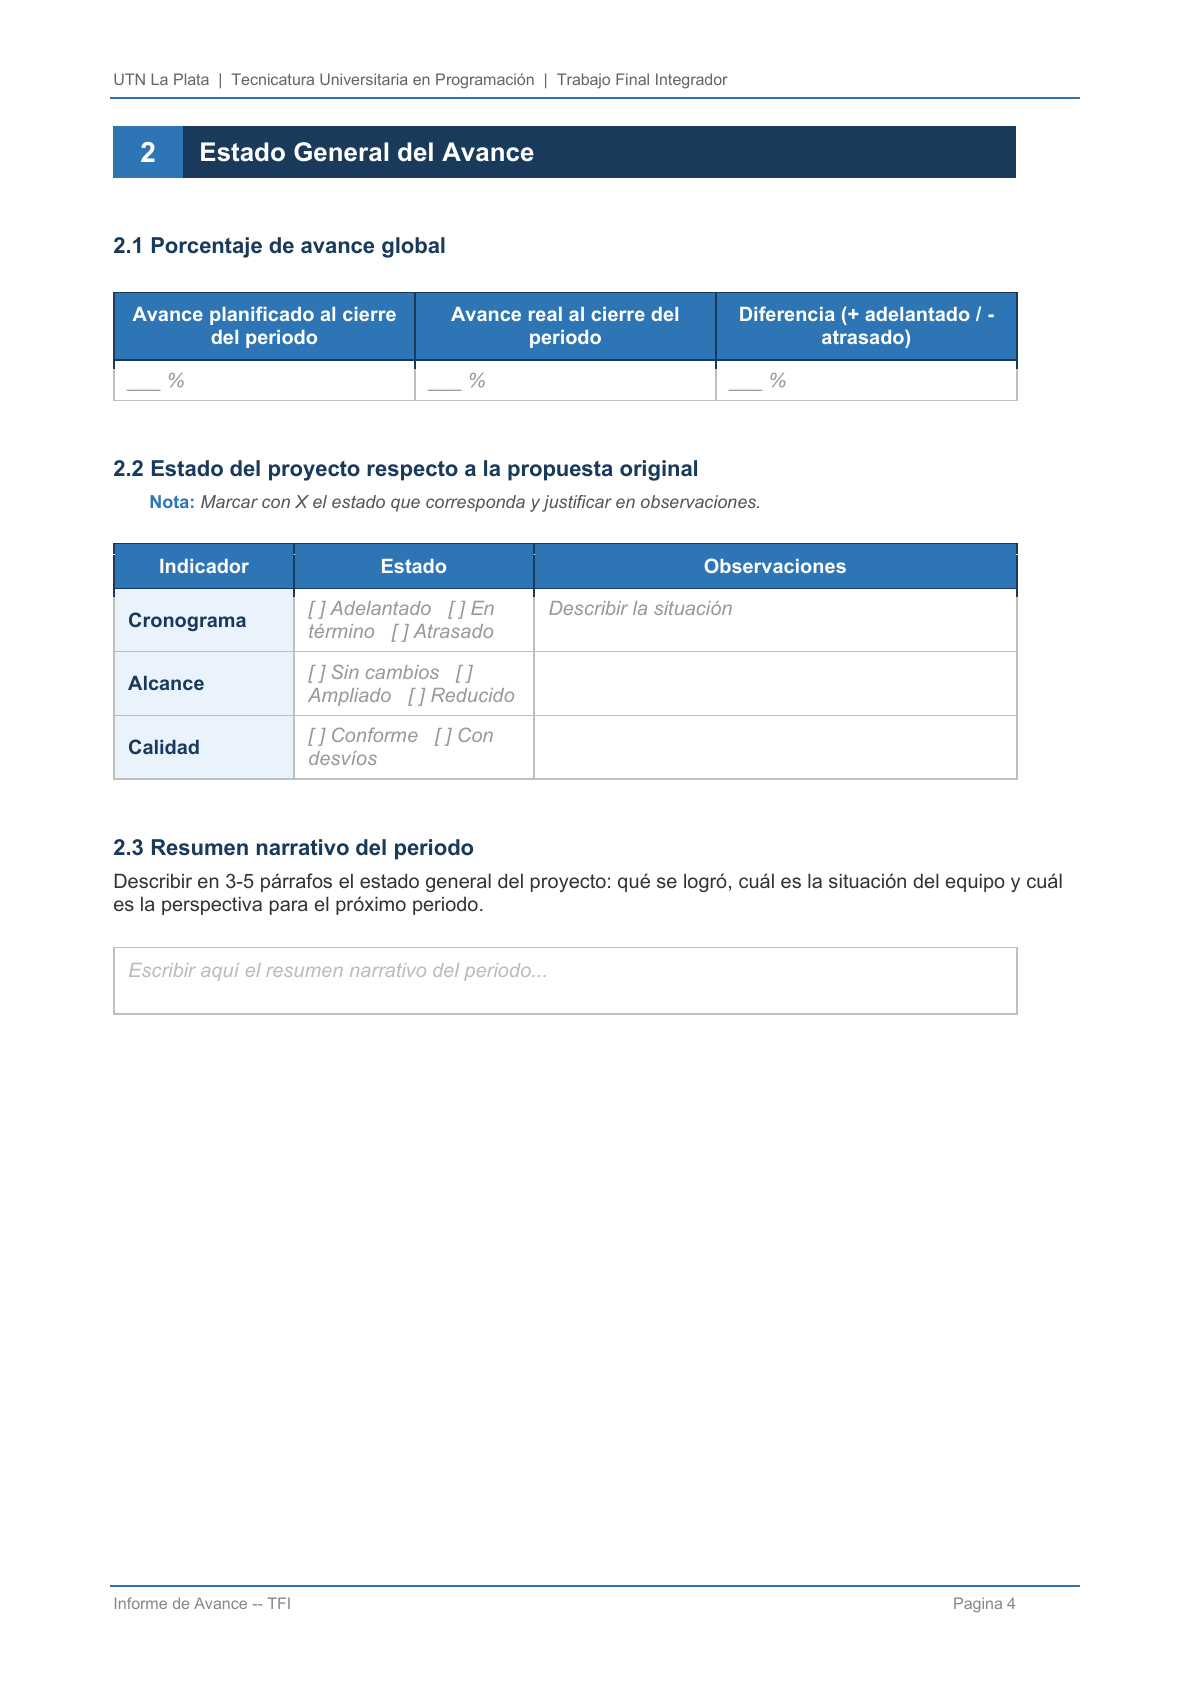 UTN La Plata | Tecnicatura Universitaria en Programación | Trabajo Final Integrador
2 Estado General del Avance
2.1 Porcentaje de avance global
Avance planificado al cierre del periodo
Avance real al cierre del periodo
Diferencia (+ adelantado / - atrasado)
___ %
___ %
___ %
2.2 Estado del proyecto respecto a la propuesta original
Nota: Marcar con X el estado que corresponda y justificar en observaciones.
Indicador
Estado
Observaciones
Cronograma
[ ] Adelantado [ ] En
término [ ] Atrasado
Describir la situación
Alcance
[ ] Sin cambios [ ]
Ampliado [ ] Reducido
Calidad
[ ] Conforme [ ] Con
desvíos
2.3 Resumen narrativo del periodo
Describir en 3-5 párrafos el estado general del proyecto: qué se logró, cuál es la situación del equipo y cuál
es la perspectiva para el próximo periodo.
Escribir aquí el resumen narrativo del periodo...
Informe de Avance -- TFI
Pagina 4